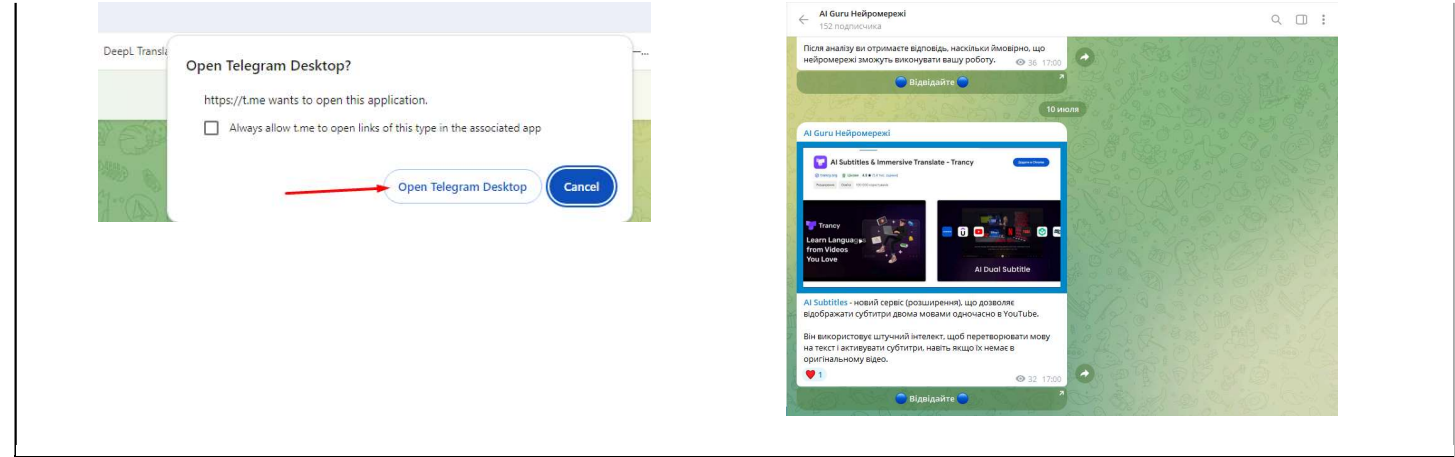 DeepL Transla
Open Telegram Desktop?
https://t.me wants to open this application.
Always allow t.me to open links of this type in the associated app
Open Telegram Desktop
Cancel
AI Guru Нейромережі
152 подписчика
Після аналізу ви отримаєте відповідь, наскільки ймовірно, що
нейромережі зможуть виконувати вашу роботу.
36 17:00
Відвідайте
10 июля
AI Guru Нейромережі
AI Subtitles & Immersive Translate - Trancy
Trancy
Learn Languages
from Videos
You Love
AI Dual Subtitle
AI Subtitles - новий сервіс (розширення), що дозволяє
відображати субтитри двома мовами одночасно в YouTube.
Він використовує штучний інтелект, щоб перетворювати мову
на текст і активувати субтитри, навіть якщо їх немає в
оригінальному відео.
1
32 17:00
Відвідайте